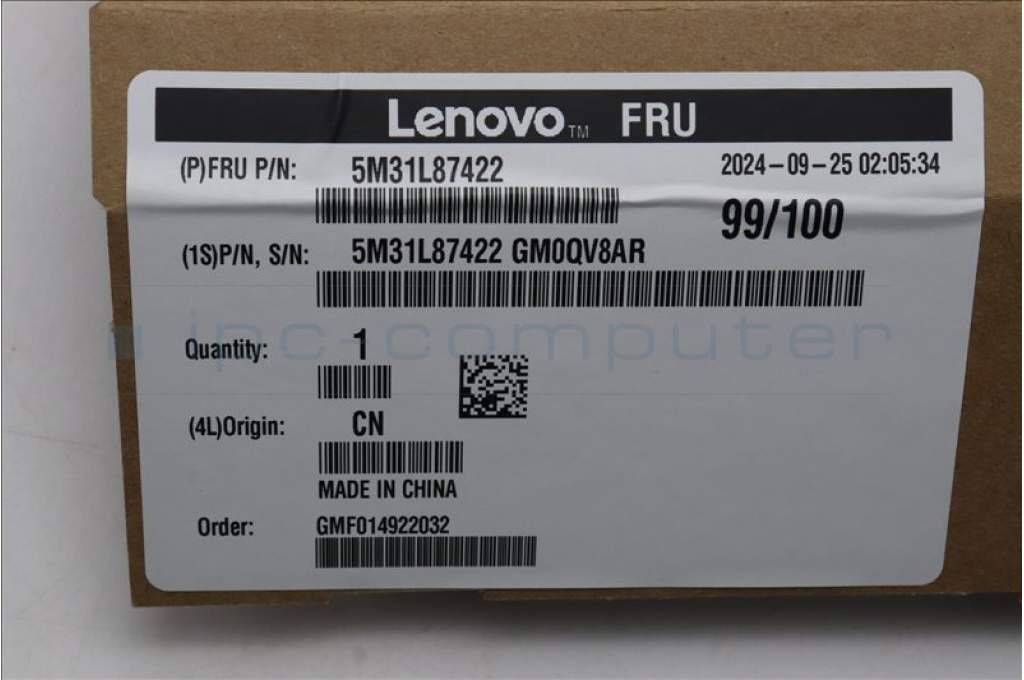 Lenovo™ FRU
(P)FRU P/N: 5M31L87422 2024-09-25 02:05:34
99/100
(1S)P/N, S/N: 5M31L87422 GM0QV8AR
ipc-computer
Quantity: 1
(4L)Origin: CN
MADE IN CHINA
Order: GMF014922032